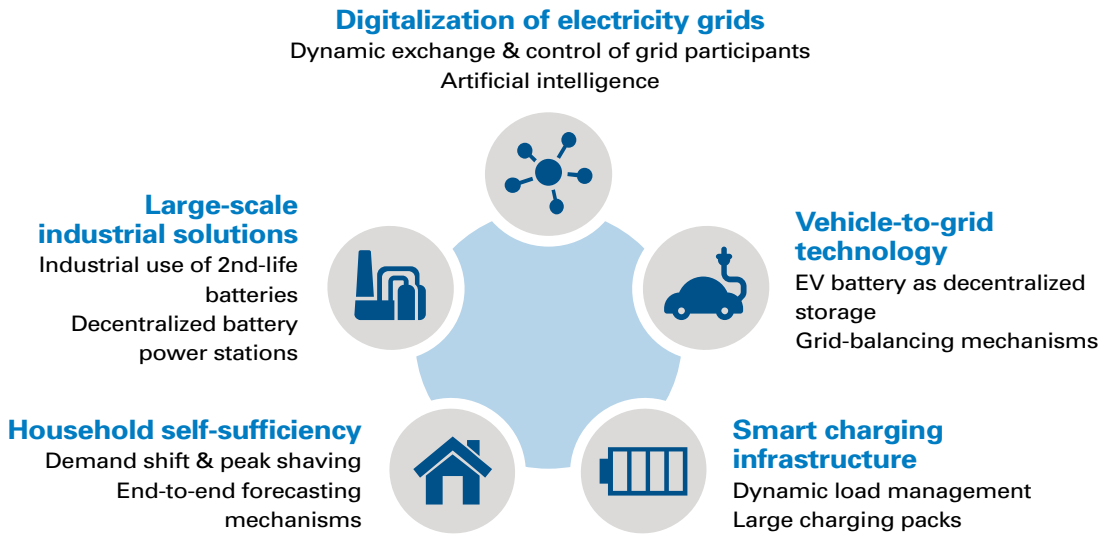 Digitalization of electricity grids
Dynamic exchange & control of grid participants
Artificial intelligence
Large-scale
industrial solutions
Industrial use of 2nd-life
batteries
Decentralized battery
power stations
Vehicle-to-grid
technology
EV battery as decentralized
storage
Grid-balancing mechanisms
Household self-sufficiency
Demand shift & peak shaving
End-to-end forecasting
mechanisms
Smart charging
infrastructure
Dynamic load management
Large charging packs